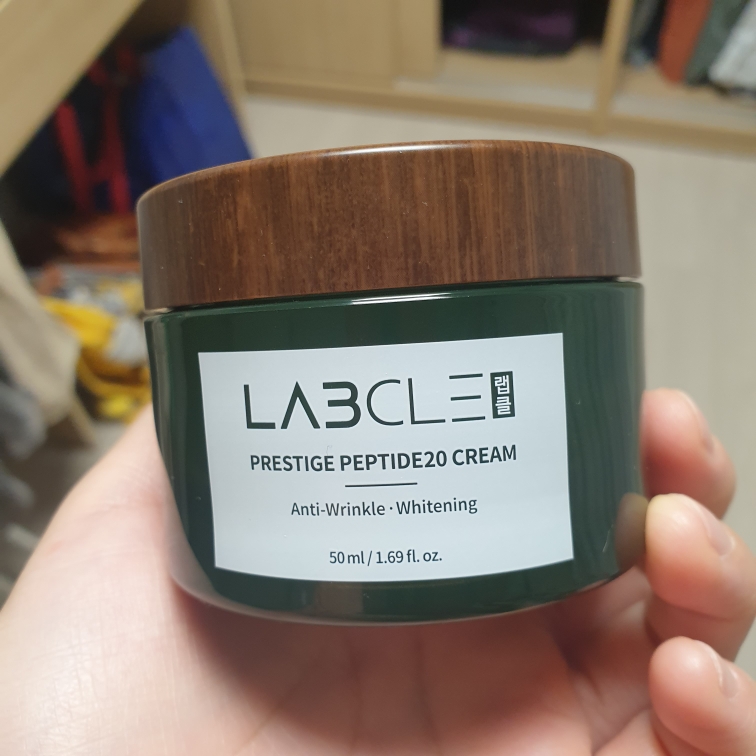 LABCLE 랩클
PRESTIGE PEPTIDE20 CREAM
Anti-Wrinkle · Whitening
50 ml / 1.69 fl. oz.